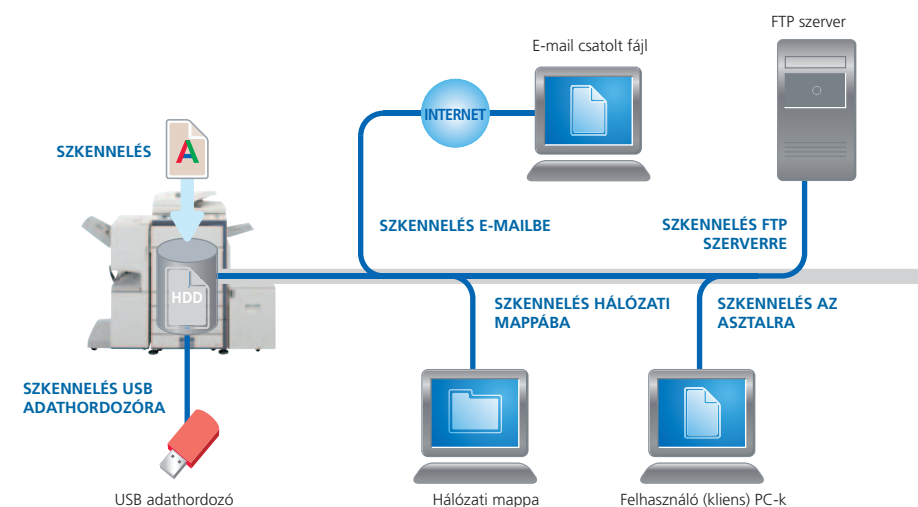 FTP szerver
E-mail csatolt fájl
INTERNET
SZKENNELÉS
A
SZKENNELÉS E-MAILBE
SZKENNELÉS FTP
SZERVERRE
HDD
SZKENNELÉS HÁLÓZATI
MAPPÁBA
SZKENNELÉS AZ
ASZTALRA
SZKENNELÉS USB
ADATHORDOZÓRA
USB adathordozó
Hálózati mappa
Felhasználó (kliens) PC-k